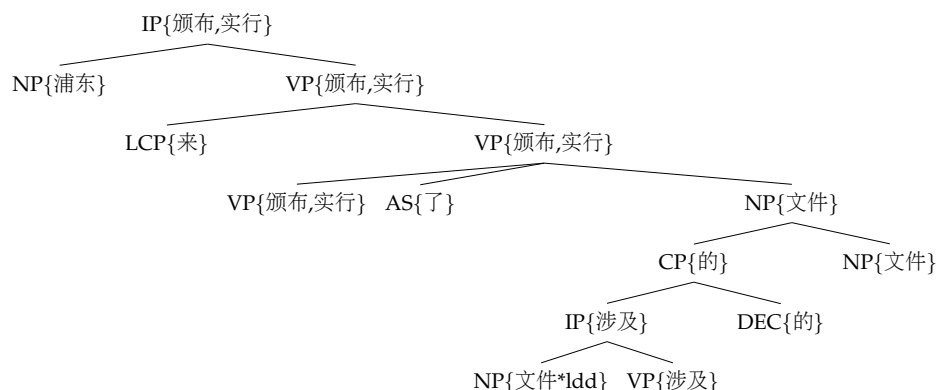 IP{颁布,实行}
NP{浦东} VP{颁布,实行}
LCP{来} VP{颁布,实行}
VP{颁布,实行} AS{了} NP{文件}
CP{的} NP{文件}
IP{涉及} DEC{的}
NP{文件*ldd} VP{涉及}